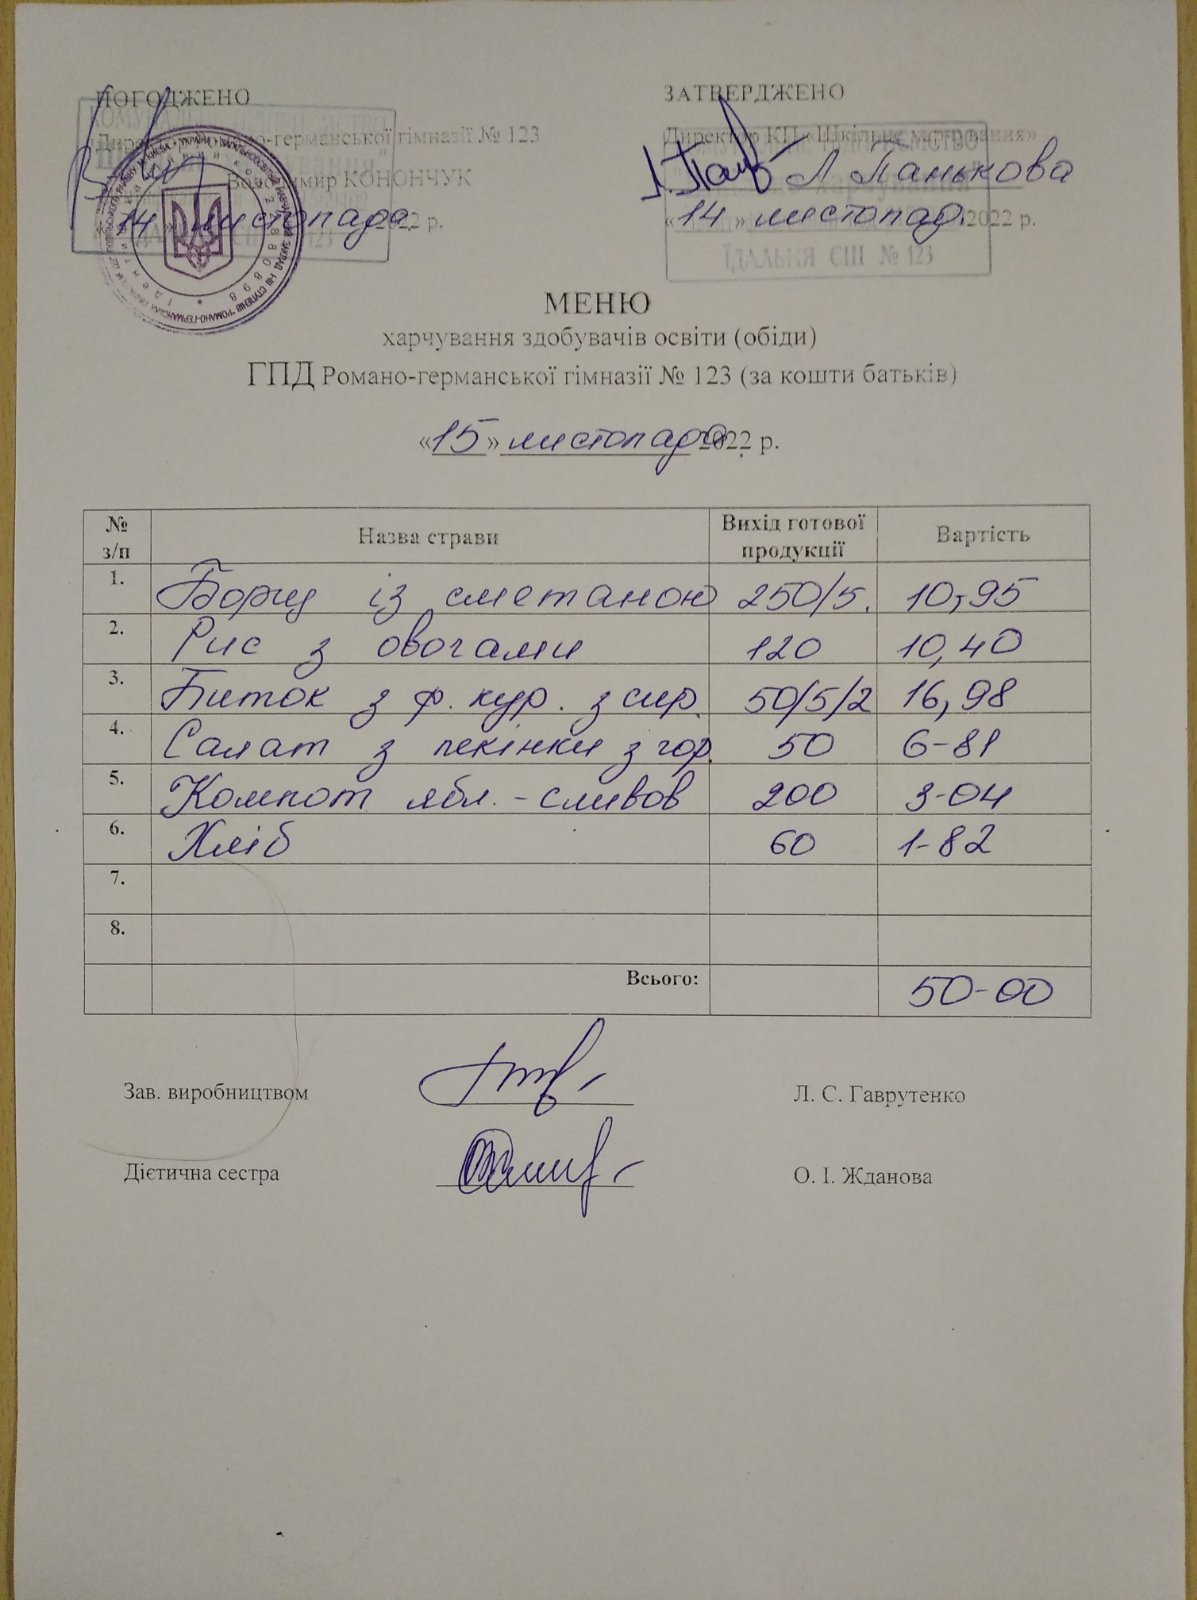 ПОГОДЖЕНО
Директор Романо-германської гімназії № 123
Володимир КОНОНЧУК
«14» листопада 2022 р.
ЗАТВЕРДЖЕНО
Директор КП «Шкільне харчування»
Л Панькова
«14» листопад. 2022 р.
ЇДАЛЬНЯ СШ № 123
МЕНЮ
харчування здобувачів освіти (обіди)
ГПД Романо-германської гімназії № 123 (за кошти батьків)
«15» листопада 2022 р.
№ з/п Назва страви Вихід готової продукції Вартість
1. Борщ із сметаною 250/5. 10,95
2. Рис з овочами 120 10,40
3. Биток з ф. кур. з сир. 50/5/2 16,98
4. Салат з пекінки з гор. 50 6-81
5. Компот ябл.-сливов 200 3-04
6. Хліб 60 1-82
7.
8.
Всього: 50-00
Зав. виробництвом Л. С. Гаврутенко
Дієтична сестра О. І. Жданова